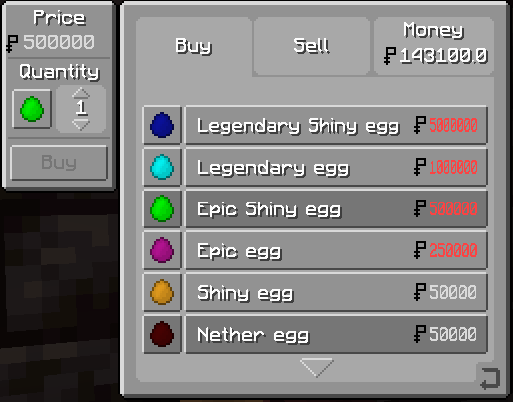 Price
₽500000
Quantity
1
Buy
Buy
Sell
Money
₽143100.0
Legendary Shiny egg ₽5000000
Legendary egg ₽1000000
Epic Shiny egg ₽500000
Epic egg ₽250000
Shiny egg ₽50000
Nether egg ₽50000